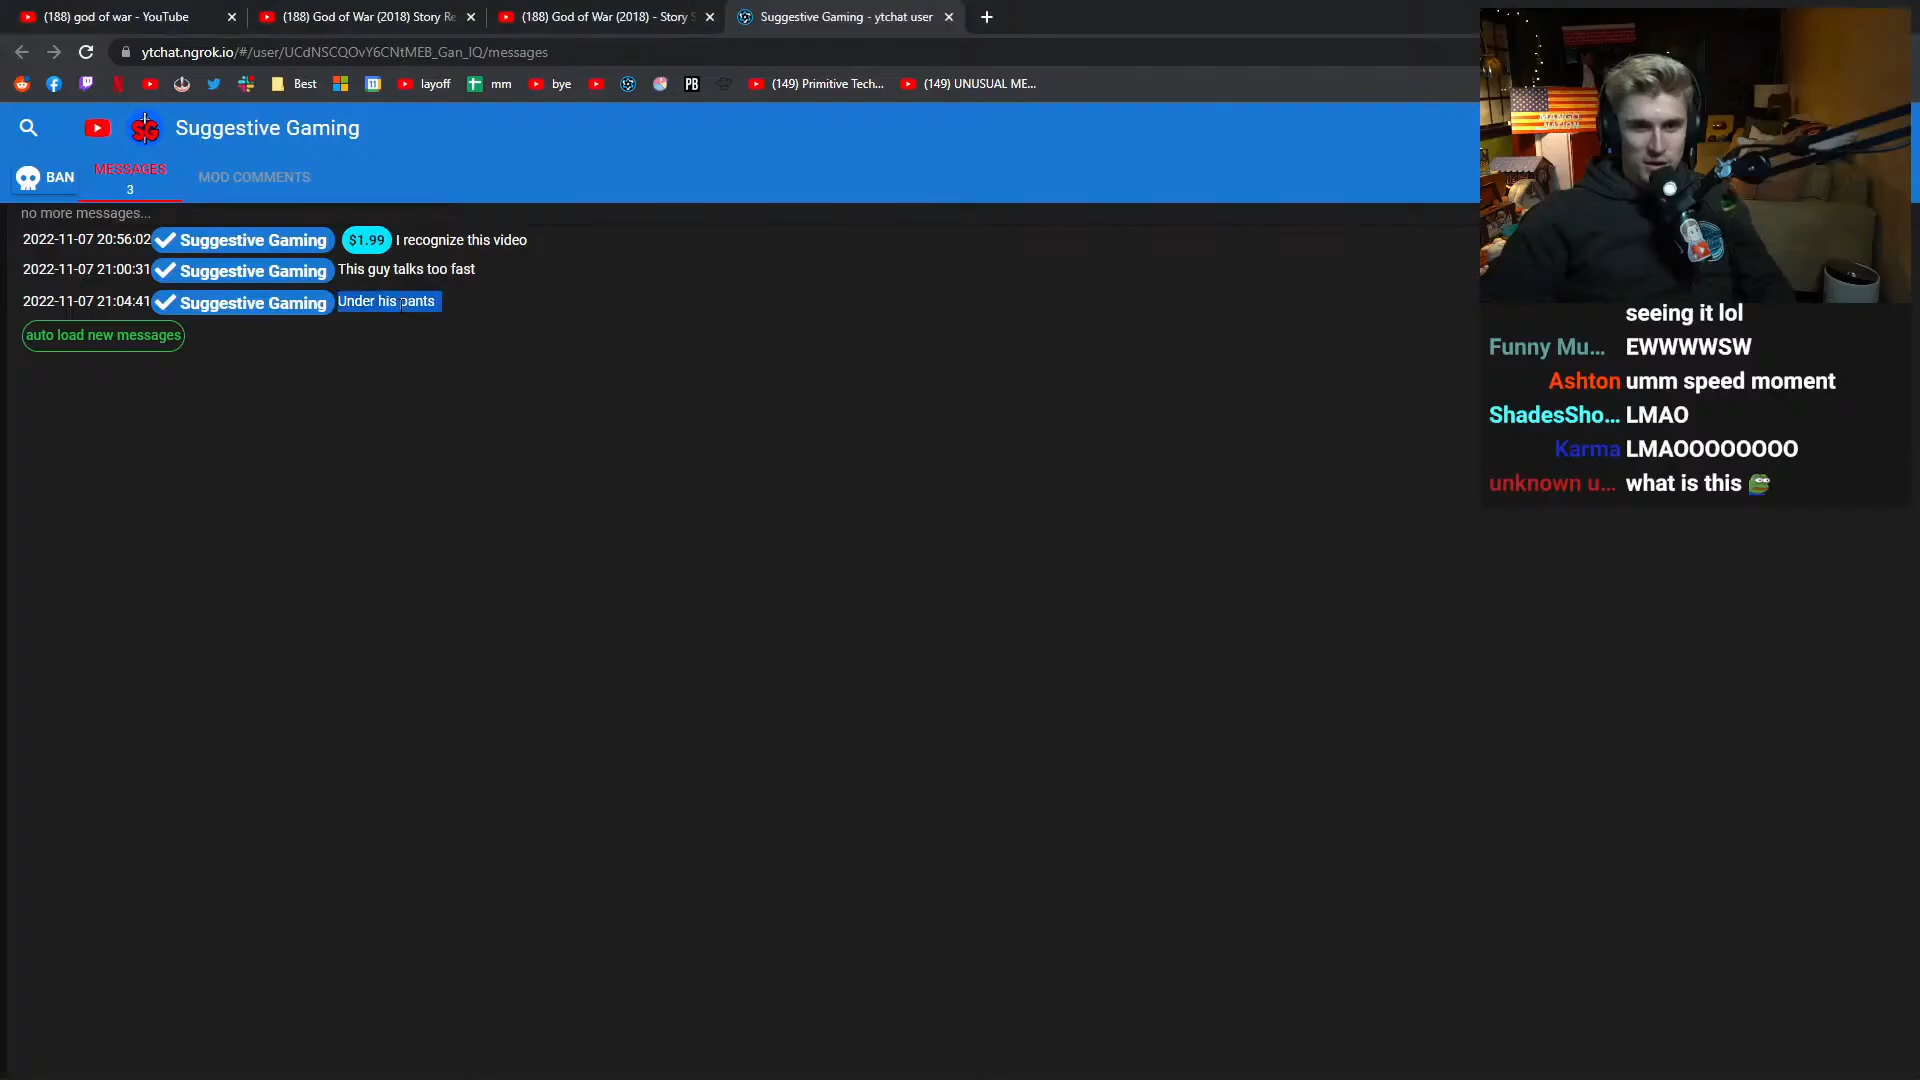 (188) god of war - YouTube
(188) God of War (2018) Story Re
(188) God of War (2018) - Story S
Suggestive Gaming - ytchat user
ytchat.ngrok.io/#/user/UCdNSCQOvY6CNtMEB_Gan_IQ/messages
Best
layoff
mm
bye
PB
(149) Primitive Tech...
(149) UNUSUAL ME...
SG
Suggestive Gaming
BAN
MESSAGES
3
MOD COMMENTS
no more messages...
2022-11-07 20:56:02 Suggestive Gaming $1.99 I recognize this video
2022-11-07 21:00:31 Suggestive Gaming This guy talks too fast
2022-11-07 21:04:41 Suggestive Gaming Under his pants
auto load new messages
MANGO
NATION
seeing it lol
Funny Mu... EWWWWSW
Ashton umm speed moment
ShadesSho... LMAO
Karma LMAOOOOOOOO
unknown u... what is this